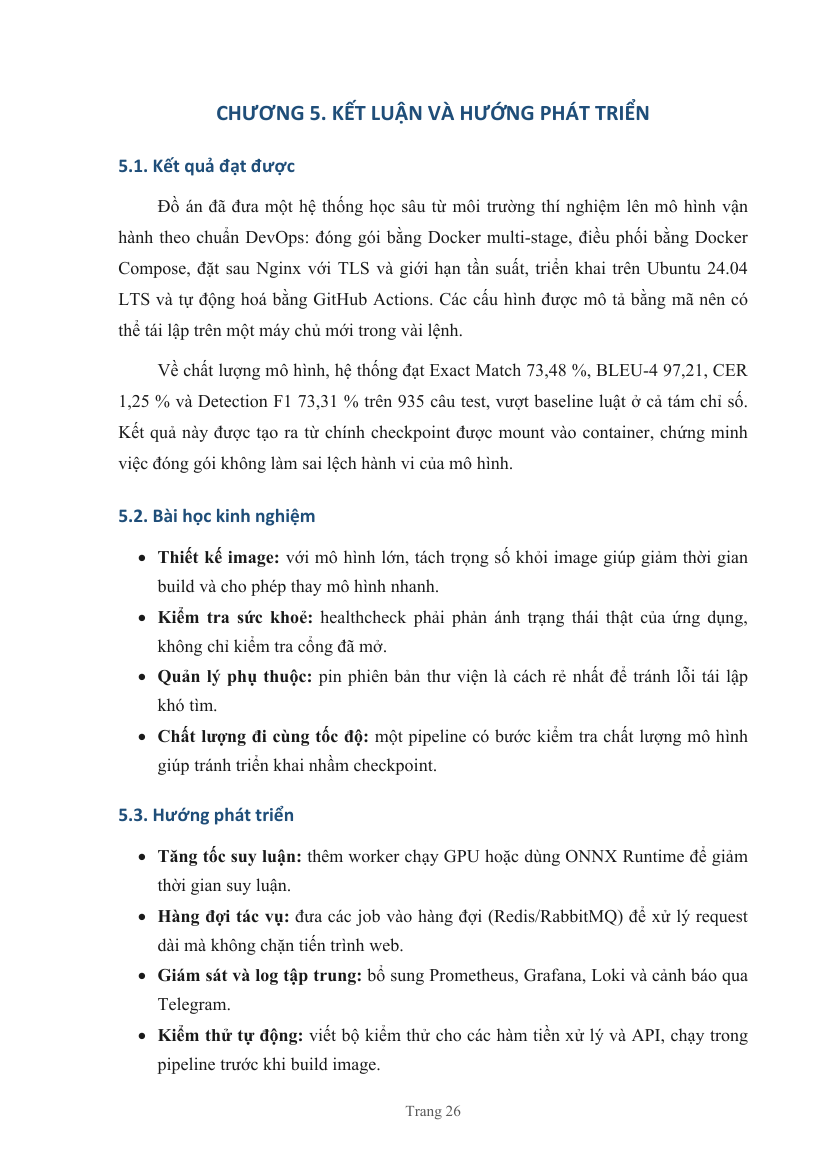 CHƯƠNG 5. KẾT LUẬN VÀ HƯỚNG PHÁT TRIỂN
5.1. Kết quả đạt được
Đồ án đã đưa một hệ thống học sâu từ môi trường thí nghiệm lên mô hình vận
hành theo chuẩn DevOps: đóng gói bằng Docker multi-stage, điều phối bằng Docker
Compose, đặt sau Nginx với TLS và giới hạn tần suất, triển khai trên Ubuntu 24.04
LTS và tự động hoá bằng GitHub Actions. Các cấu hình được mô tả bằng mã nên có
thể tái lập trên một máy chủ mới trong vài lệnh.
Về chất lượng mô hình, hệ thống đạt Exact Match 73,48 %, BLEU-4 97,21, CER
1,25 % và Detection F1 73,31 % trên 935 câu test, vượt baseline luật ở cả tám chỉ số.
Kết quả này được tạo ra từ chính checkpoint được mount vào container, chứng minh
việc đóng gói không làm sai lệch hành vi của mô hình.
5.2. Bài học kinh nghiệm
• Thiết kế image: với mô hình lớn, tách trọng số khỏi image giúp giảm thời gian
build và cho phép thay mô hình nhanh.
• Kiểm tra sức khoẻ: healthcheck phải phản ánh trạng thái thật của ứng dụng,
không chỉ kiểm tra cổng đã mở.
• Quản lý phụ thuộc: pin phiên bản thư viện là cách rẻ nhất để tránh lỗi tái lập
khó tìm.
• Chất lượng đi cùng tốc độ: một pipeline có bước kiểm tra chất lượng mô hình
giúp tránh triển khai nhầm checkpoint.
5.3. Hướng phát triển
• Tăng tốc suy luận: thêm worker chạy GPU hoặc dùng ONNX Runtime để giảm
thời gian suy luận.
• Hàng đợi tác vụ: đưa các job vào hàng đợi (Redis/RabbitMQ) để xử lý request
dài mà không chặn tiến trình web.
• Giám sát và log tập trung: bổ sung Prometheus, Grafana, Loki và cảnh báo qua
Telegram.
• Kiểm thử tự động: viết bộ kiểm thử cho các hàm tiền xử lý và API, chạy trong
pipeline trước khi build image.
Trang 26